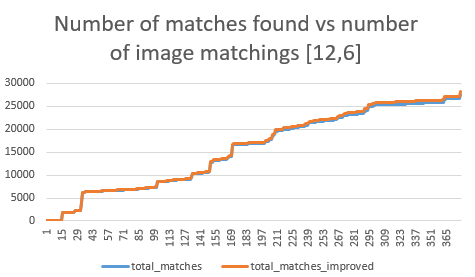 Number of matches found vs number
of image matchings [12,6]
30000
25000
20000
15000
10000
5000
0
1 15 29 43 57 71 85 99 113 127 141 155 169 183 197 211 225 239 253 267 281 295 309 323 337 351 365
total_matches total_matches_improved